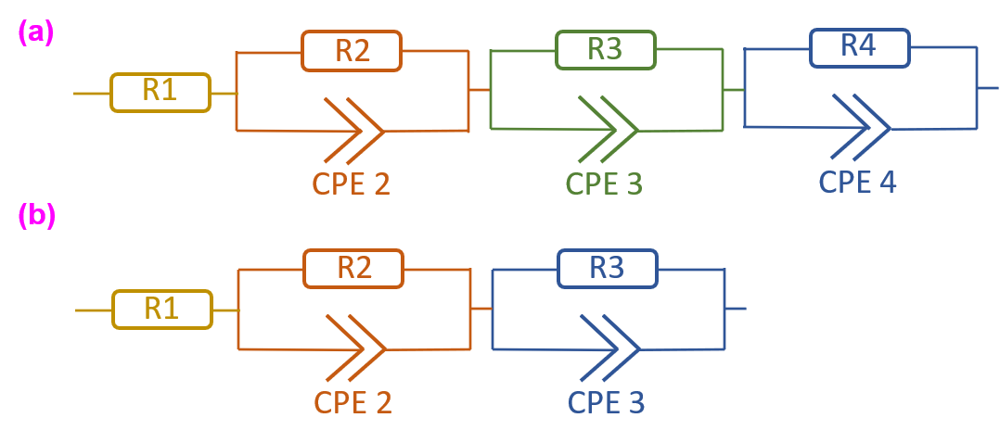 (a)
R1
R2
R3
R4
CPE 2
CPE 3
CPE 4
(b)
R1
R2
R3
CPE 2
CPE 3